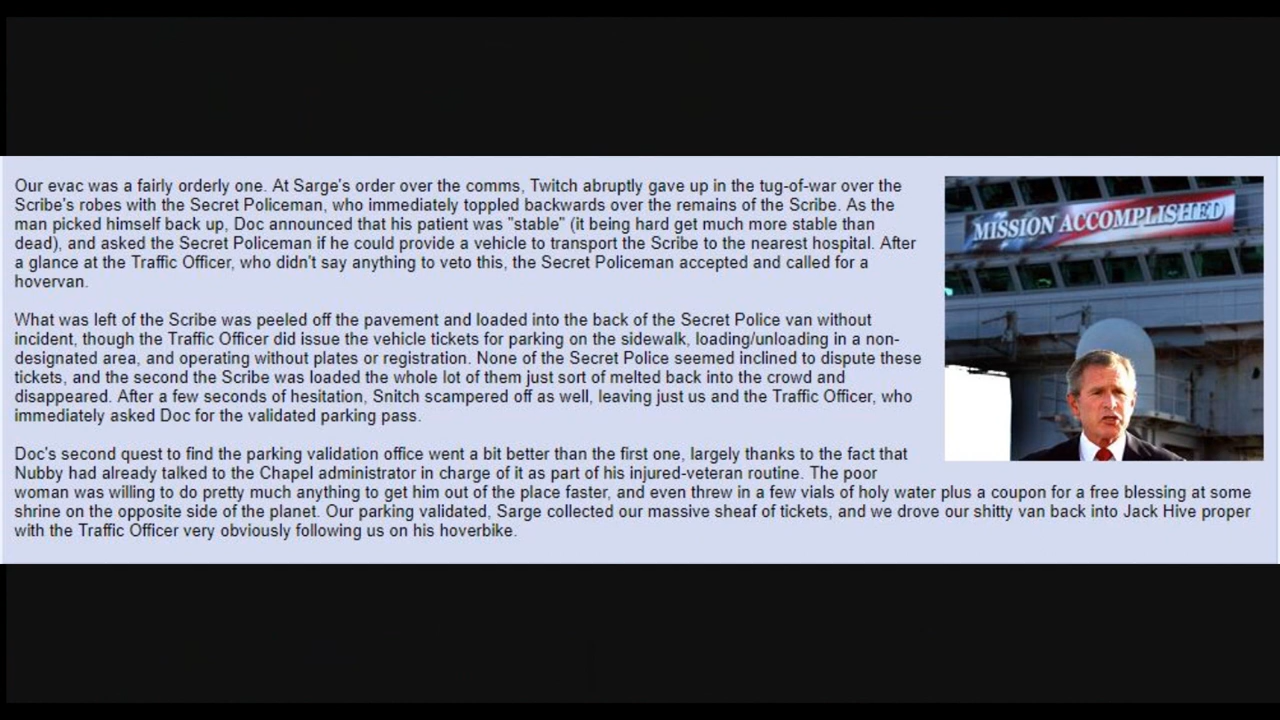 Our evac was a fairly orderly one. At Sarge's order over the comms, Twitch abruptly gave up in the tug-of-war over the
Scribe's robes with the Secret Policeman, who immediately toppled backwards over the remains of the Scribe. As the
man picked himself back up, Doc announced that his patient was "stable" (it being hard get much more stable than
dead), and asked the Secret Policeman if he could provide a vehicle to transport the Scribe to the nearest hospital. After
a glance at the Traffic Officer, who didn't say anything to veto this, the Secret Policeman accepted and called for a
hovervan.
What was left of the Scribe was peeled off the pavement and loaded into the back of the Secret Police van without
incident, though the Traffic Officer did issue the vehicle tickets for parking on the sidewalk, loading/unloading in a non-
designated area, and operating without plates or registration. None of the Secret Police seemed inclined to dispute these
tickets, and the second the Scribe was loaded the whole lot of them just sort of melted back into the crowd and
disappeared. After a few seconds of hesitation, Snitch scampered off as well, leaving just us and the Traffic Officer, who
immediately asked Doc for the validated parking pass.
Doc's second quest to find the parking validation office went a bit better than the first one, largely thanks to the fact that
Nubby had already talked to the Chapel administrator in charge of it as part of his injured-veteran routine. The poor
woman was willing to do pretty much anything to get him out of the place faster, and even threw in a few vials of holy water plus a coupon for a free blessing at some
shrine on the opposite side of the planet. Our parking validated, Sarge collected our massive sheaf of tickets, and we drove our shitty van back into Jack Hive proper
with the Traffic Officer very obviously following us on his hoverbike.
MISSION ACCOMPLISHED